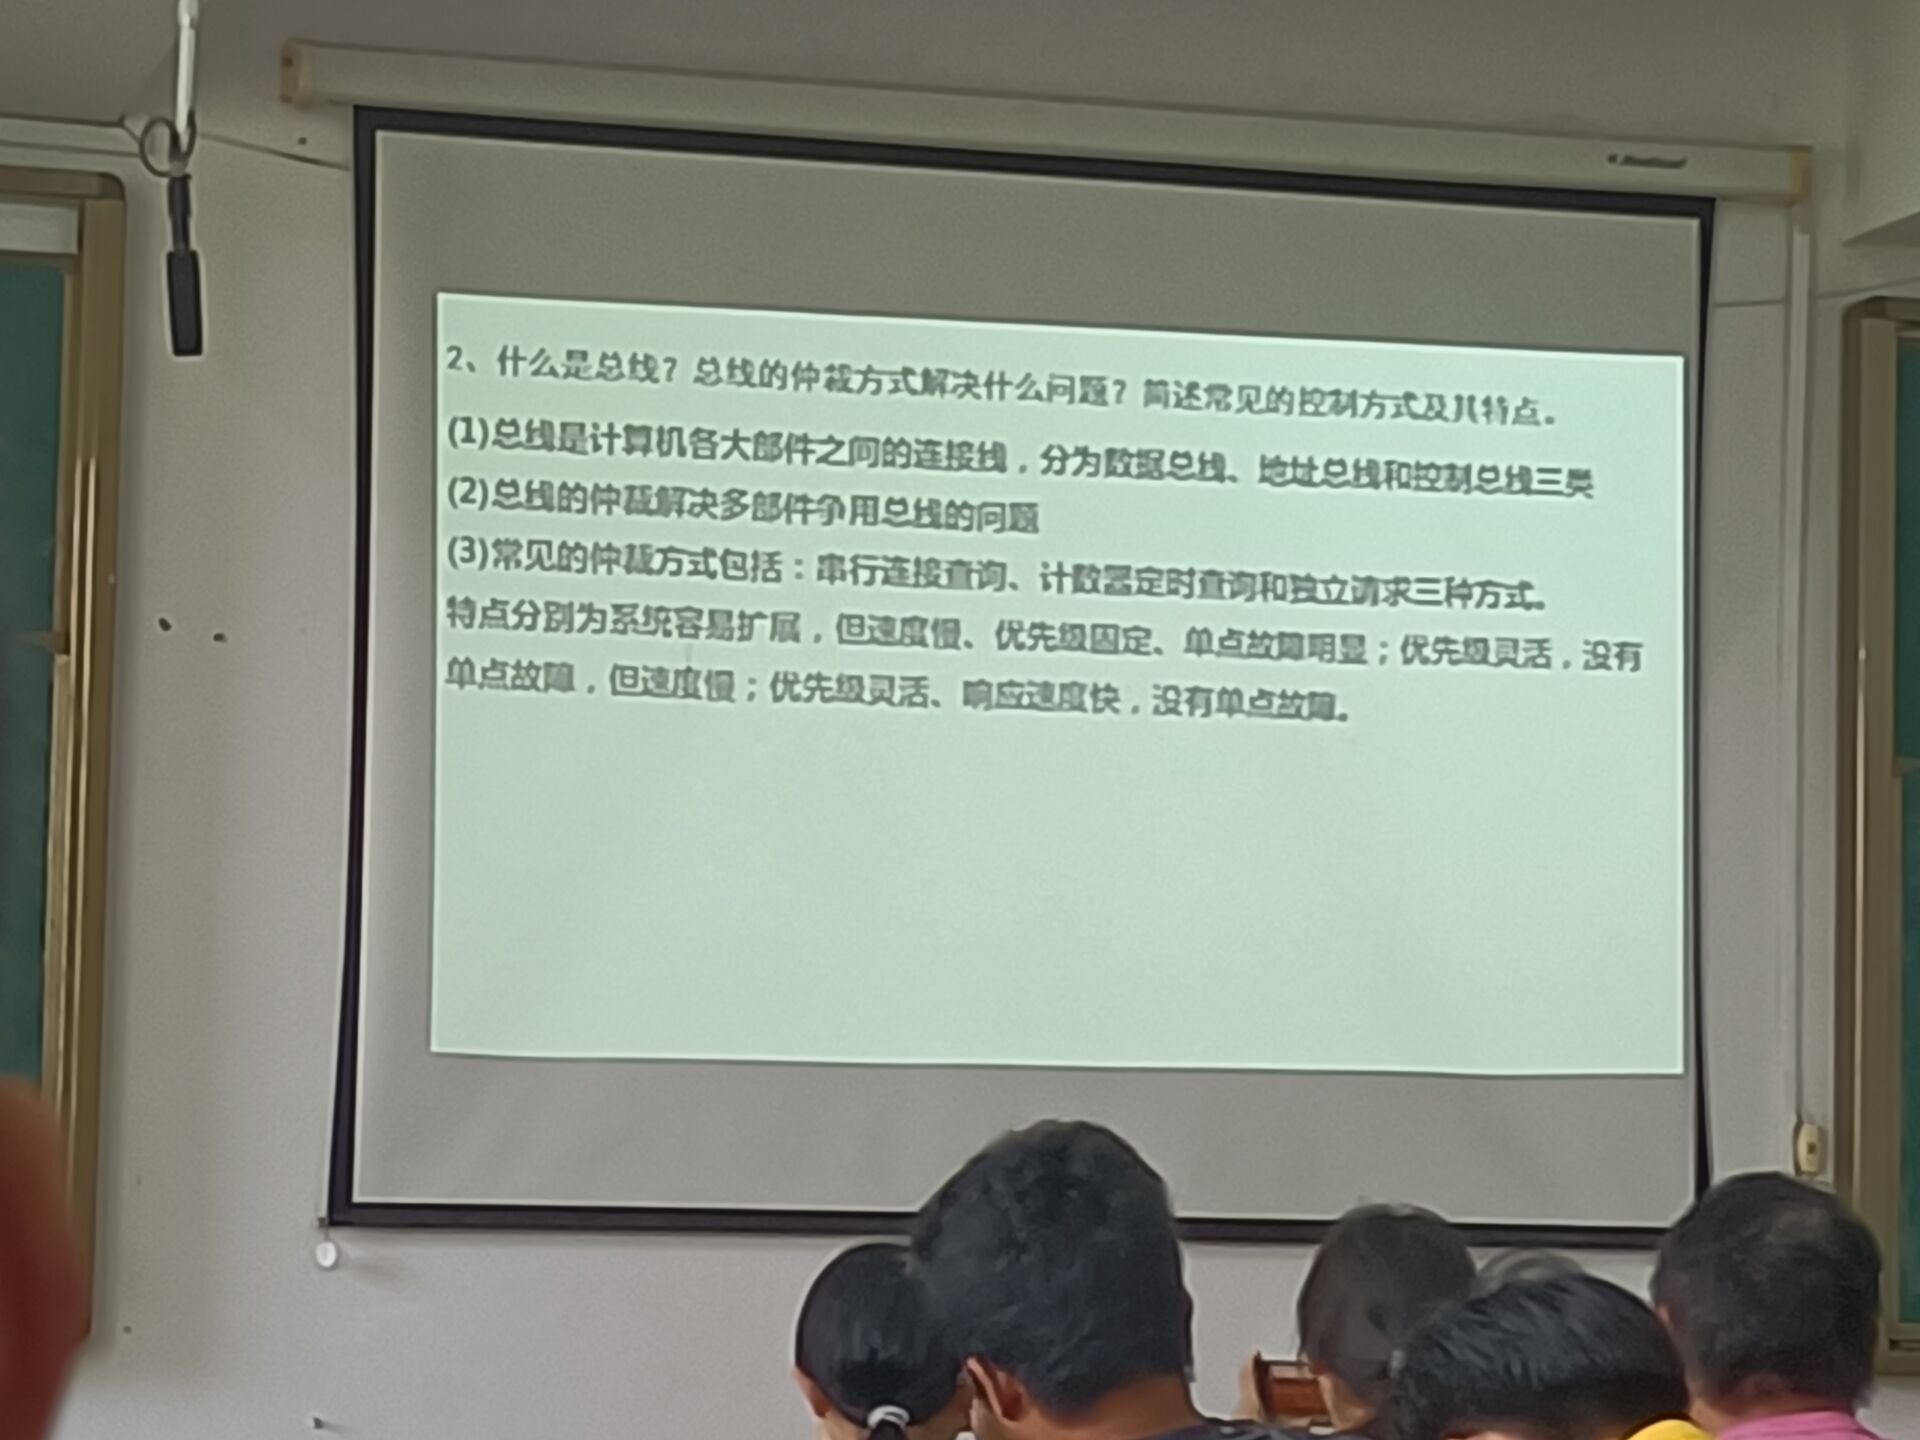 2、什么是总线？总线的仲裁方式解决什么问题？简述常见的控制方式及其特点。
(1)总线是计算机各大部件之间的连接线，分为数据总线、地址总线和控制总线三类
(2)总线的仲裁解决多部件争用总线的问题
(3)常见的仲裁方式包括：串行连接查询、计数器定时查询和独立请求三种方式。
特点分别为系统容易扩展，但速度慢、优先级固定、单点故障明显；优先级灵活，没有
单点故障，但速度慢；优先级灵活、响应速度快，没有单点故障。